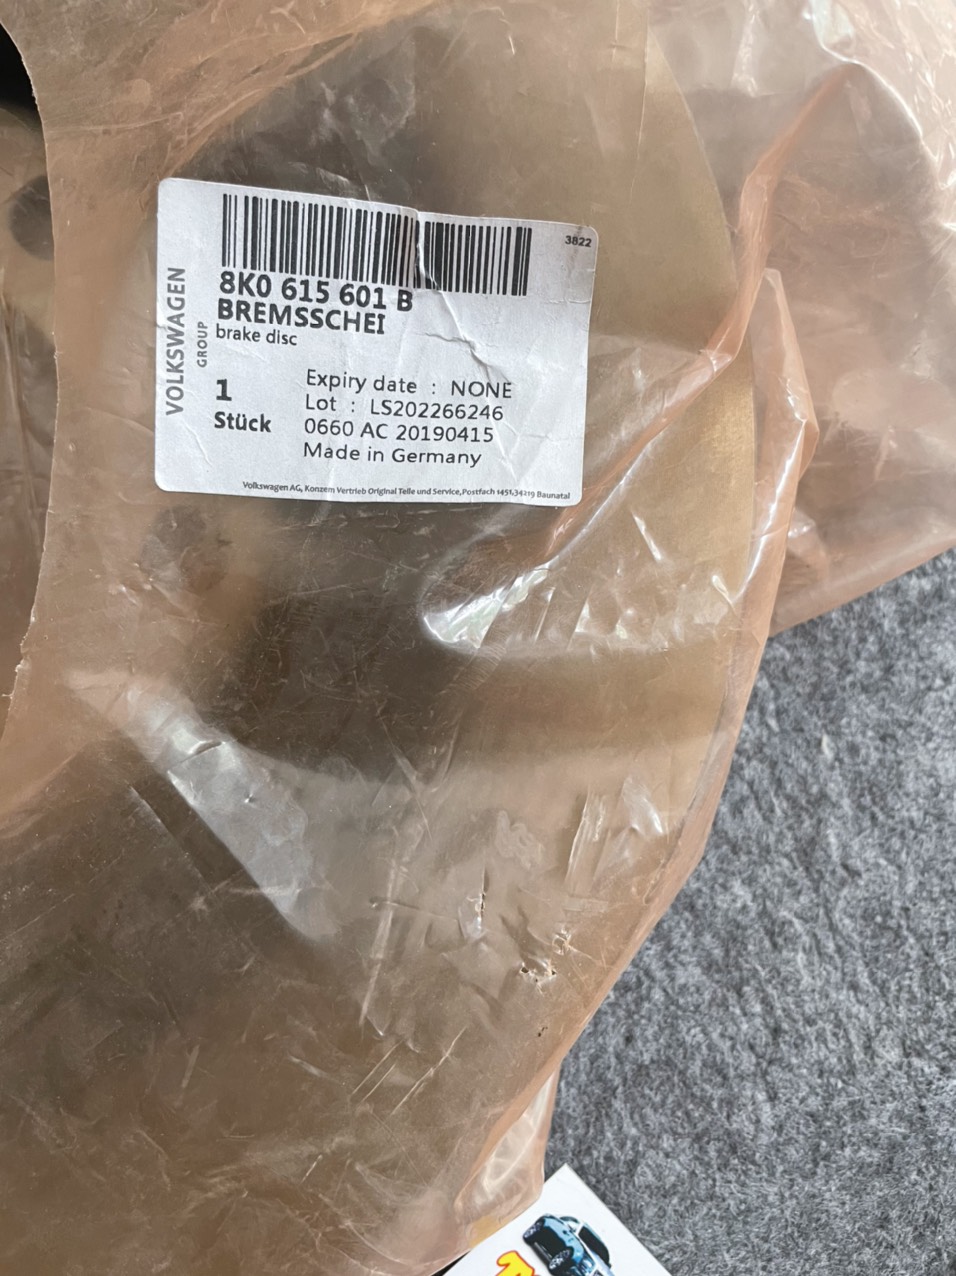 3822
8K0 615 601 B
BREMSSCHEI
brake disc
VOLKSWAGEN
GROUP
1
Stück
Expiry date : NONE
Lot : LS202266246
0660 AC 20190415
Made in Germany
Volkswagen AG, Konzem Vertrieb Original Teile und Service,Postfach 1451,34219 Baunatal